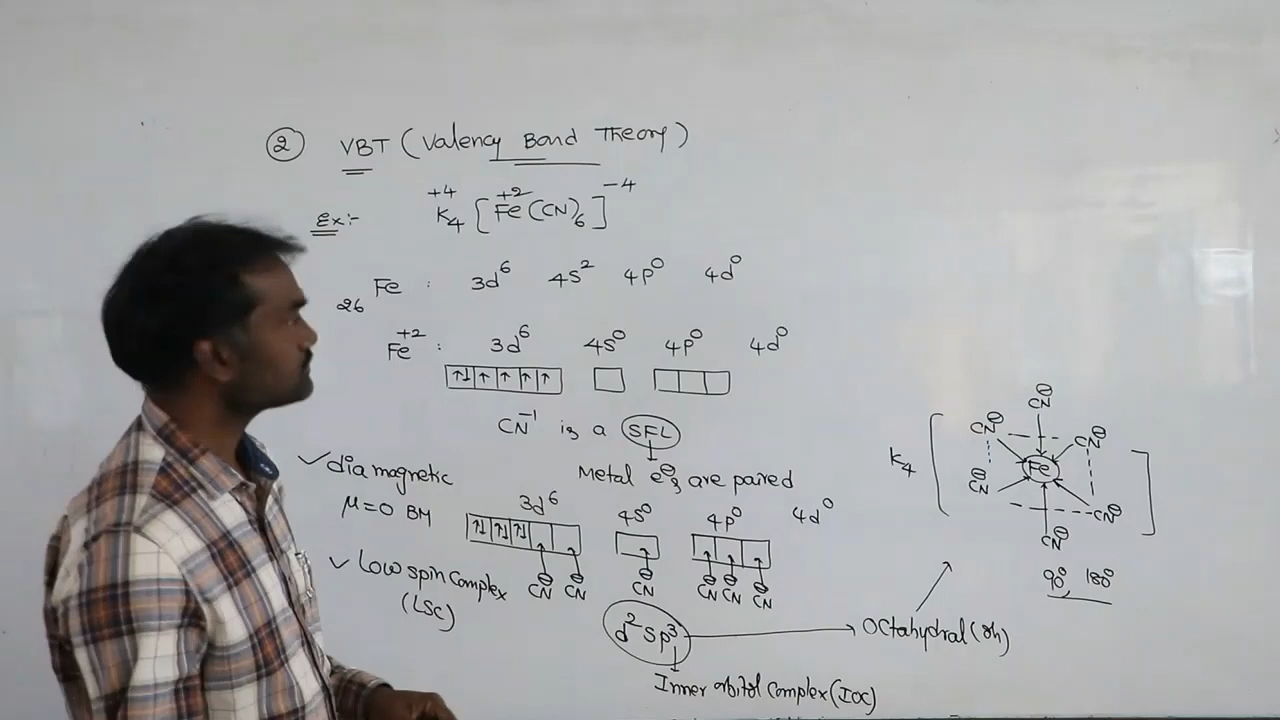 ② VBT (Valency Bond Theory)
Ex:- +4 K₄ [+2 Fe(CN)₆]⁻⁴
₂₆Fe : 3d⁶ 4S² 4P⁰ 4d⁰
Fe⁺² : 3d⁶ 4S⁰ 4P⁰ 4d⁰
↑↓ ↑ ↑ ↑ ↑
CN⁻¹ is a SFL
Metal e⊖s are paired
✓ diamagnetic
μ=0 BM
✓ Low spin complex
(LSC)
3d⁶ 4S⁰ 4P⁰ 4d⁰
↑↓ ↑↓ ↑↓
CN⊖ CN⊖ CN⊖ CN⊖ CN⊖ CN⊖
d²sp³ → Octahydral (Oh)
Inner orbitol complex (IOC)
K₄ [
CN⊖
CN⊖ CN⊖
Fe
CN⊖ CN⊖
CN⊖
]
90°, 180°